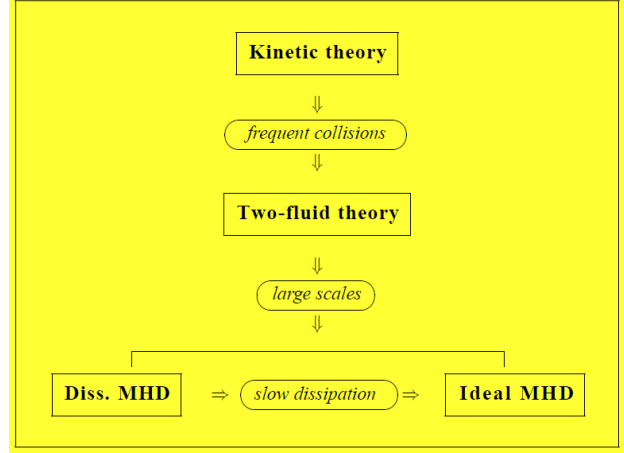 Kinetic theory
⇓
frequent collisions
⇓
Two-fluid theory
⇓
large scales
⇓
Diss. MHD ⇒ slow dissipation ⇒ Ideal MHD